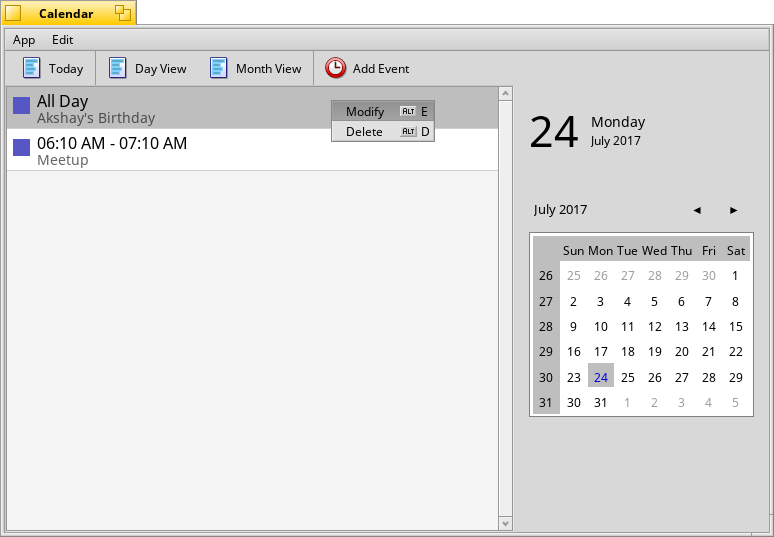 Calendar
App Edit
Today Day View Month View Add Event
All Day
Akshay's Birthday
Modify ALT E
Delete ALT D
06:10 AM - 07:10 AM
Meetup
24
Monday
July 2017
July 2017 ◄ ►
Sun Mon Tue Wed Thu Fri Sat
26 25 26 27 28 29 30 1
27 2 3 4 5 6 7 8
28 9 10 11 12 13 14 15
29 16 17 18 19 20 21 22
30 23 24 25 26 27 28 29
31 30 31 1 2 3 4 5